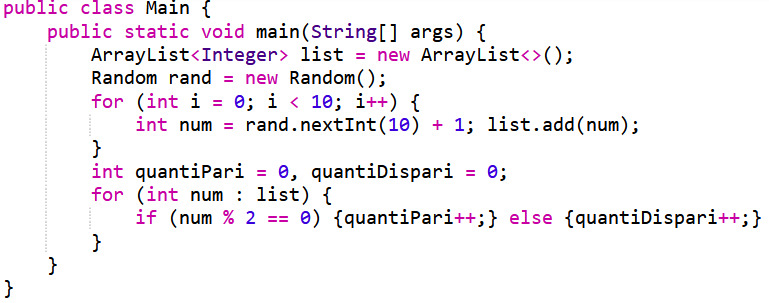 public class Main {
    public static void main(String[] args) {
        ArrayList<Integer> list = new ArrayList<>();
        Random rand = new Random();
        for (int i = 0; i < 10; i++) {
            int num = rand.nextInt(10) + 1; list.add(num);
        }
        int quantiPari = 0, quantiDispari = 0;
        for (int num : list) {
            if (num % 2 == 0) {quantiPari++;} else {quantiDispari++;}
        }
    }
}